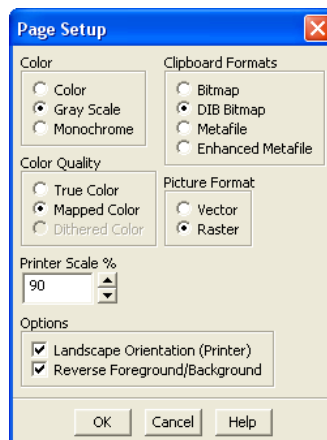 Page Setup
Color
Color
Gray Scale
Monochrome
Clipboard Formats
Bitmap
DIB Bitmap
Metafile
Enhanced Metafile
Color Quality
True Color
Mapped Color
Dithered Color
Picture Format
Vector
Raster
Printer Scale %
90
Options
Landscape Orientation (Printer)
Reverse Foreground/Background
OK Cancel Help